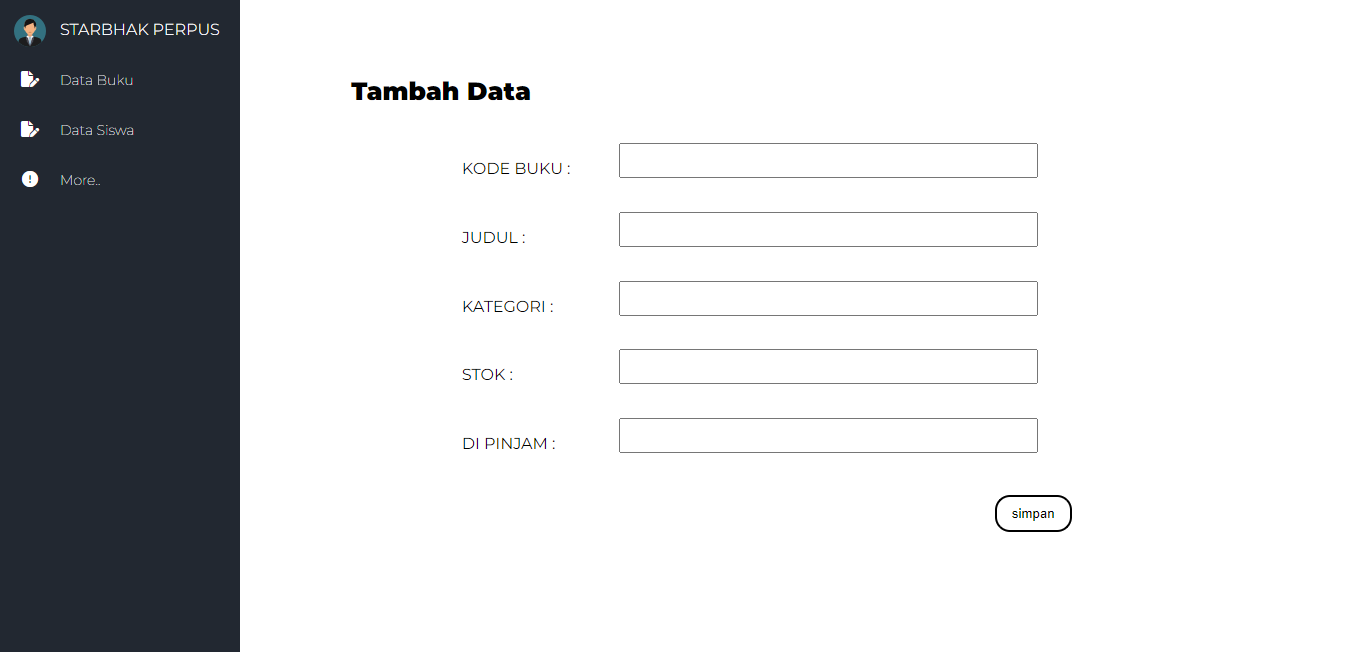 STARBHAK PERPUS
Data Buku
Data Siswa
More..
Tambah Data
KODE BUKU :
JUDUL :
KATEGORI :
STOK :
DI PINJAM :
simpan